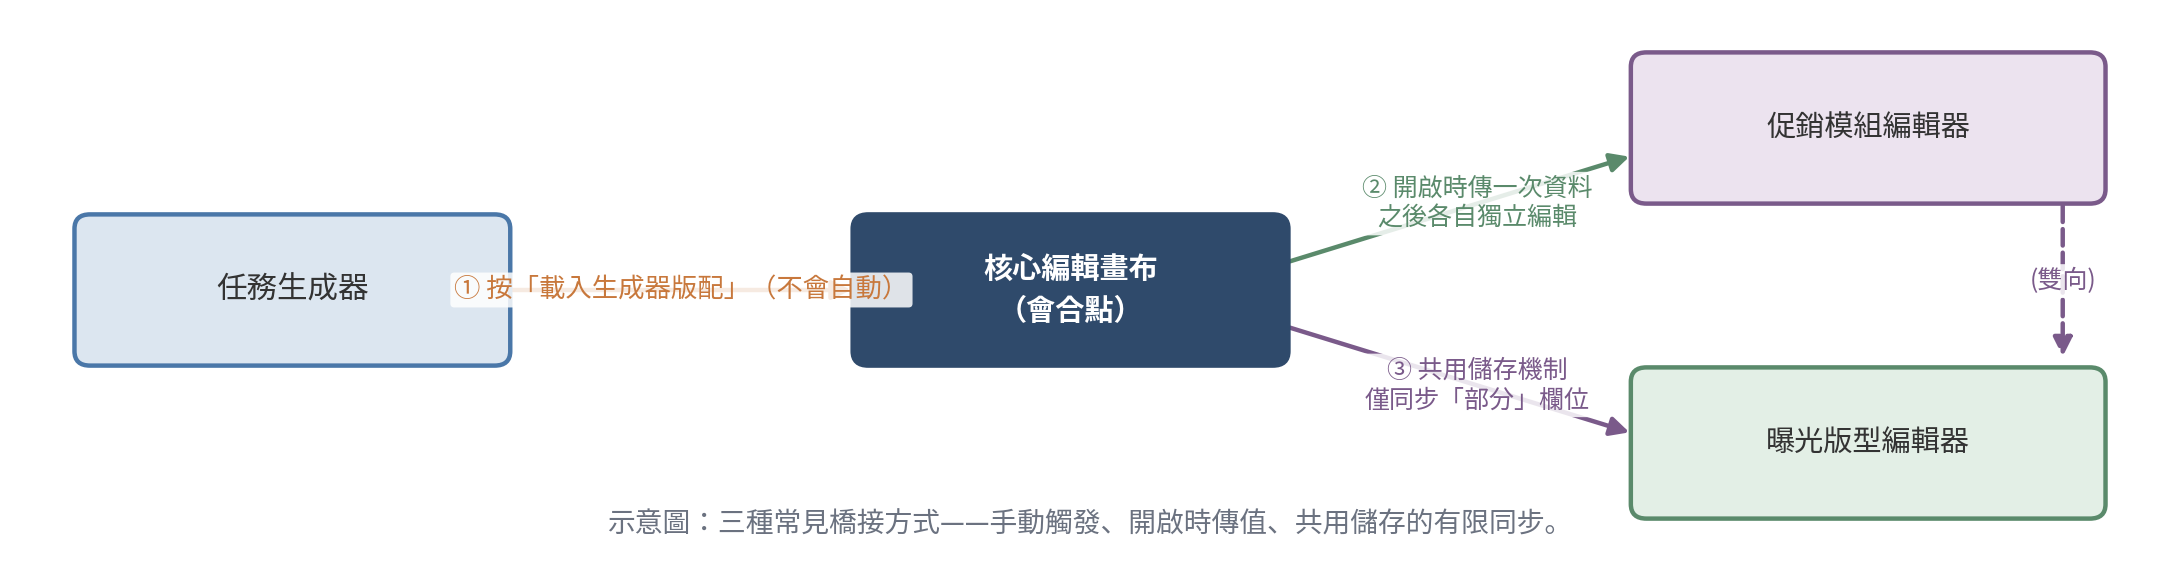 任務生成器
① 按「載入生成器版配」（不會自動）
核心編輯畫布
（會合點）
② 開啟時傳一次資料
之後各自獨立編輯
③ 共用儲存機制
僅同步「部分」欄位
促銷模組編輯器
(雙向)
曝光版型編輯器
示意圖：三種常見橋接方式——手動觸發、開啟時傳值、共用儲存的有限同步。